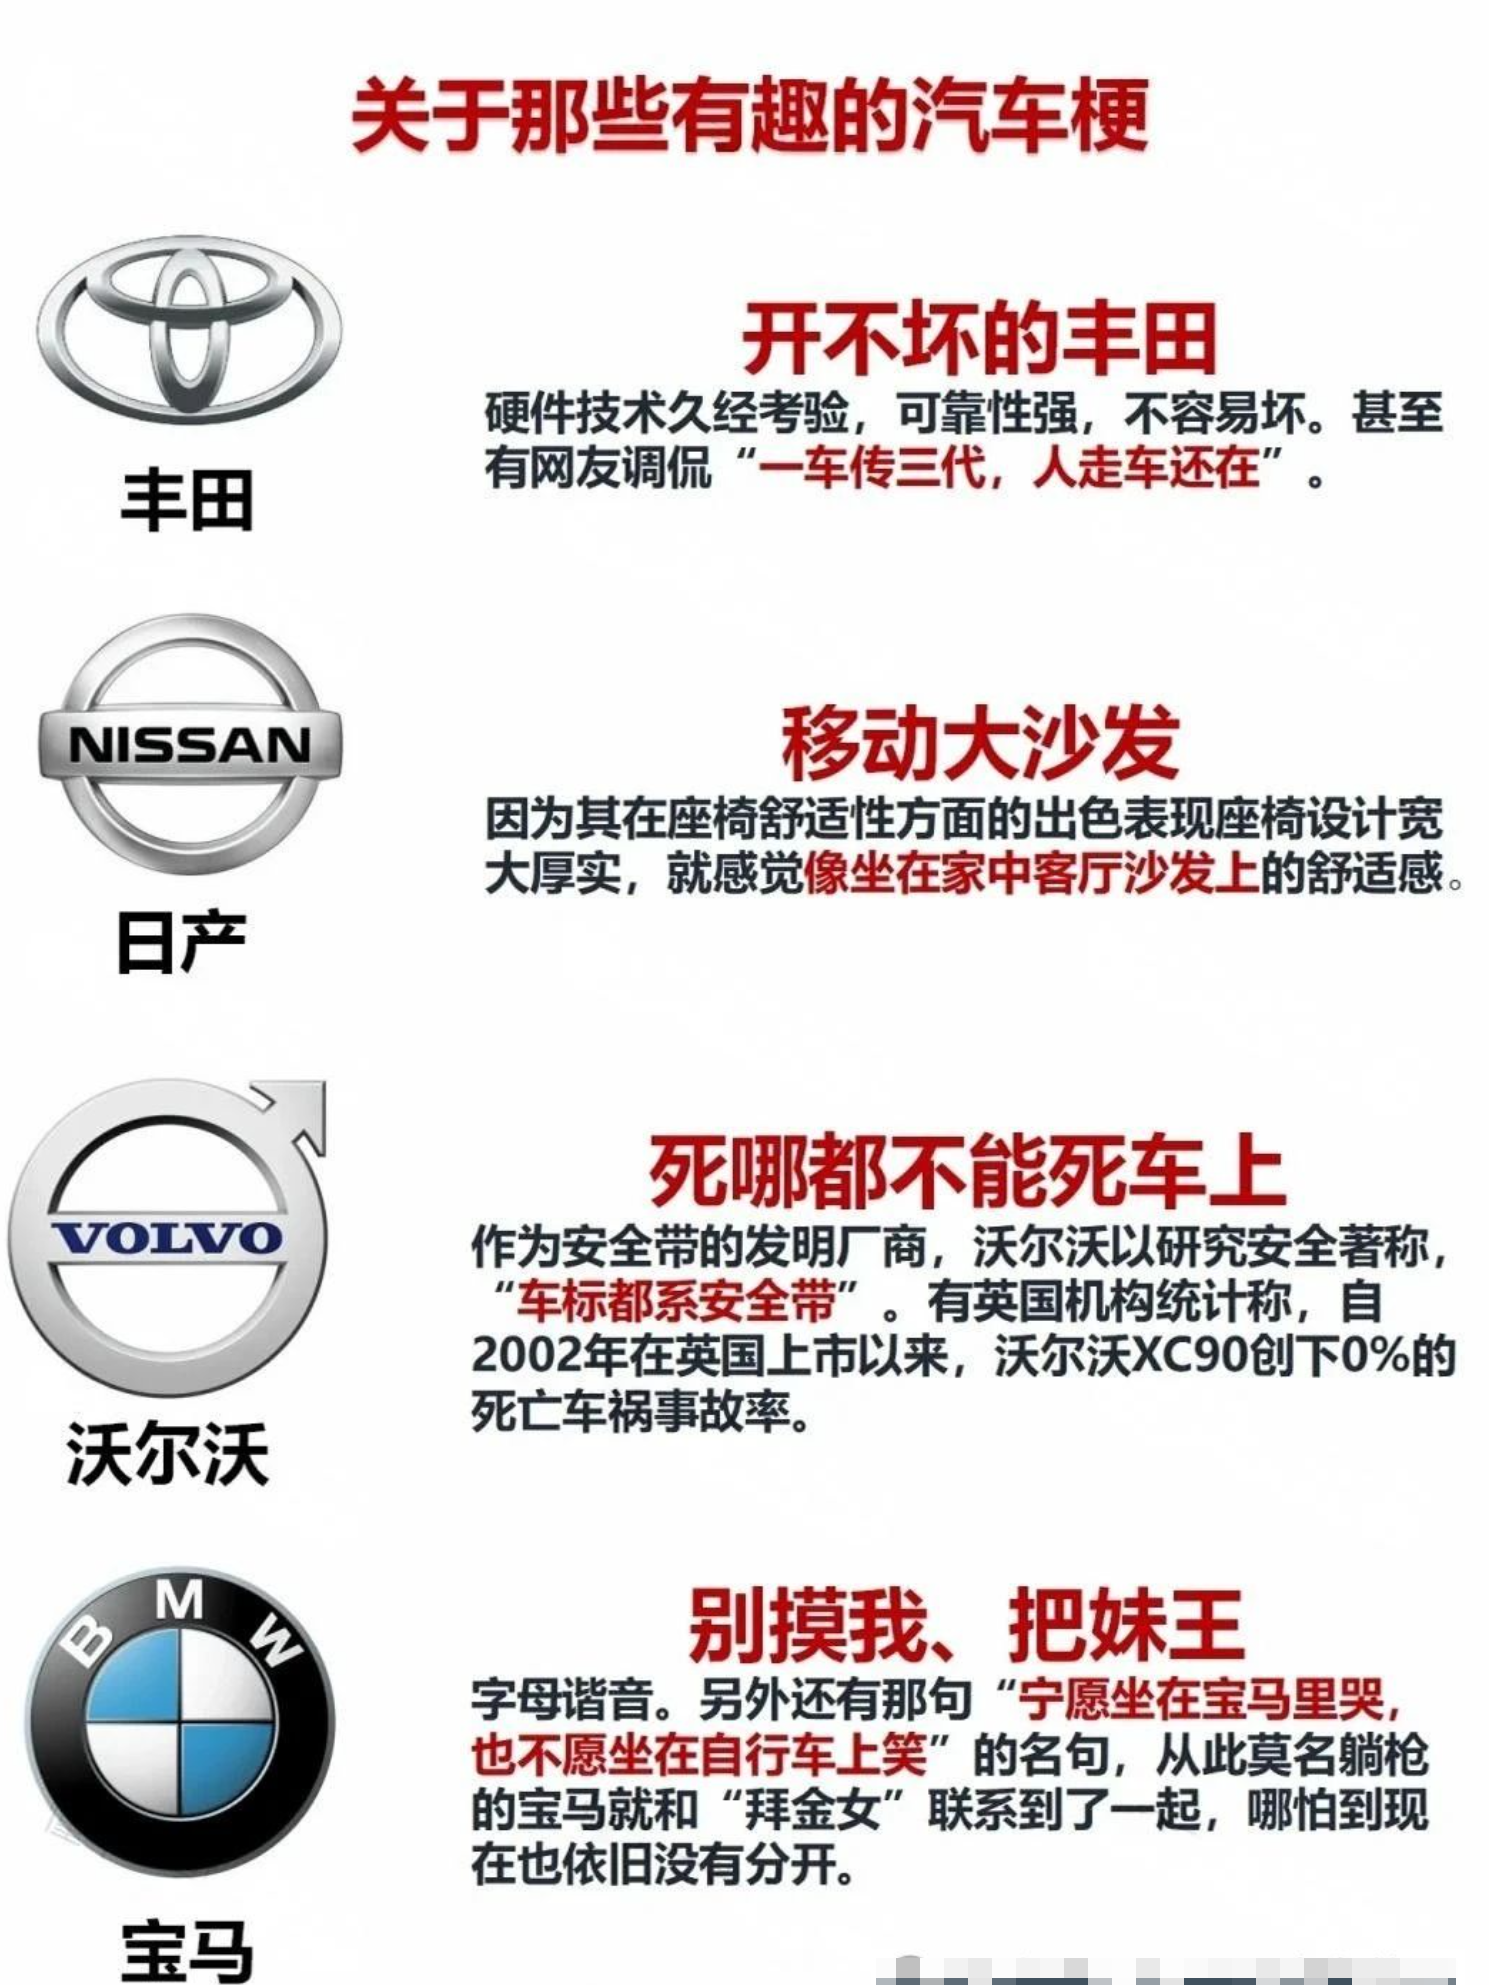 关于那些有趣的汽车梗
丰田
开不坏的丰田
硬件技术久经考验，可靠性强，不容易坏。甚至
有网友调侃“一车传三代，人走车还在”。
NISSAN
日产
移动大沙发
因为其在座椅舒适性方面的出色表现座椅设计宽
大厚实，就感觉像坐在家中客厅沙发上的舒适感。
VOLVO
沃尔沃
死哪都不能死车上
作为安全带的发明厂商，沃尔沃以研究安全著称，
“车标都系安全带”。有英国机构统计称，自
2002年在英国上市以来，沃尔沃XC90创下0%的
死亡车祸事故率。
BMW
宝马
别摸我、把妹王
字母谐音。另外还有那句“宁愿坐在宝马里哭，
也不愿坐在自行车上笑”的名句，从此莫名躺枪
的宝马就和“拜金女”联系到了一起，哪怕到现
在也依旧没有分开。